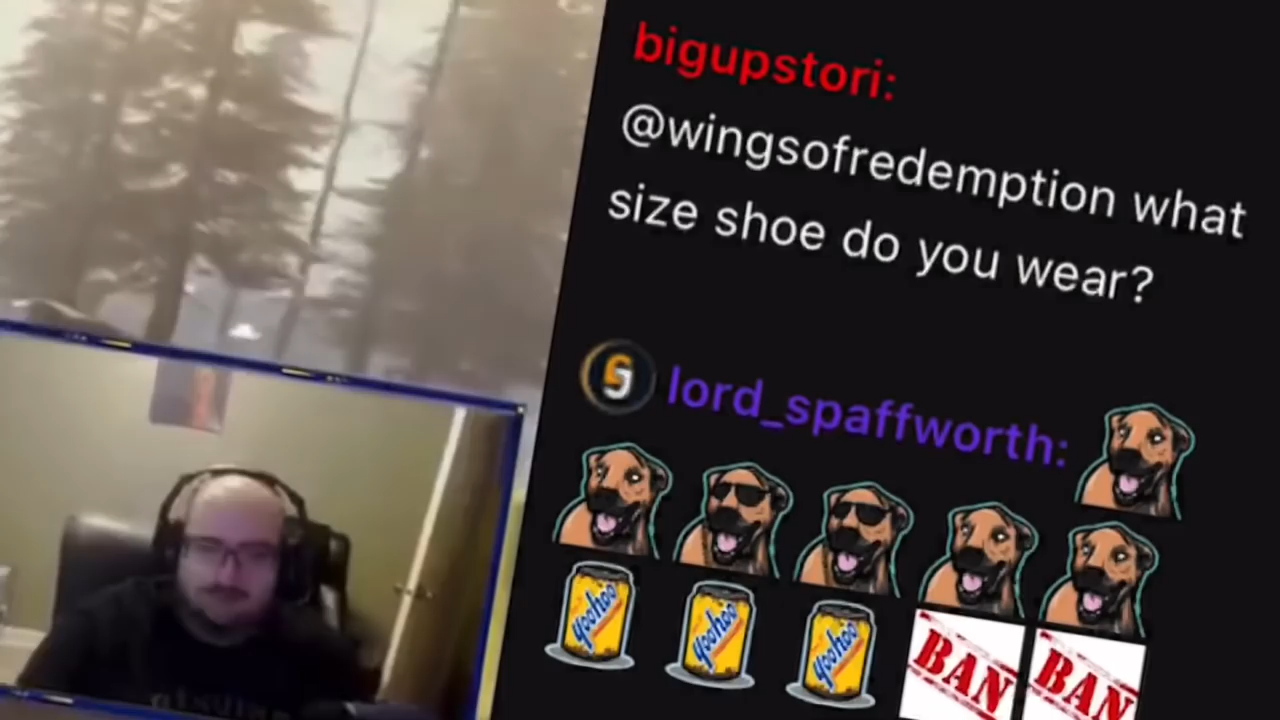 bigupstori:
@wingsofredemption what
size shoe do you wear?
lord_spaffworth:
yoohoo yoohoo yoohoo BAN BAN